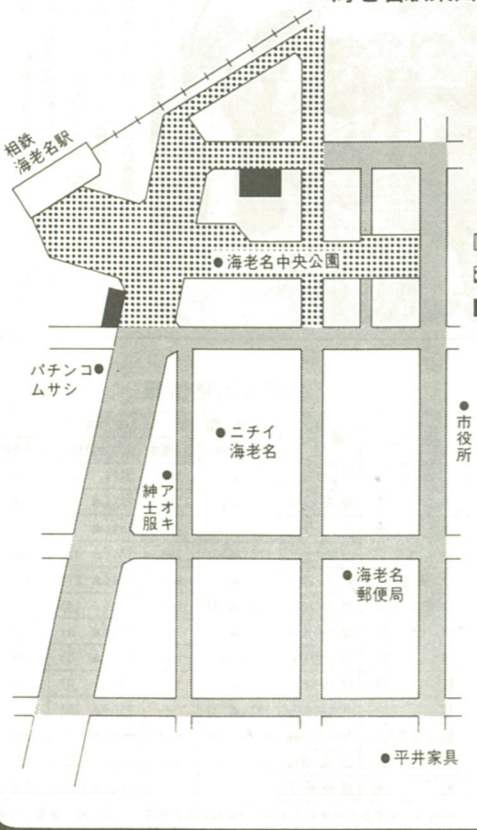 相鉄
海老名駅
海老名中央公園
パチンコ
ムサシ
ニチイ
海老名
アオキ
紳士服
市役所
海老名
郵便局
平井家具